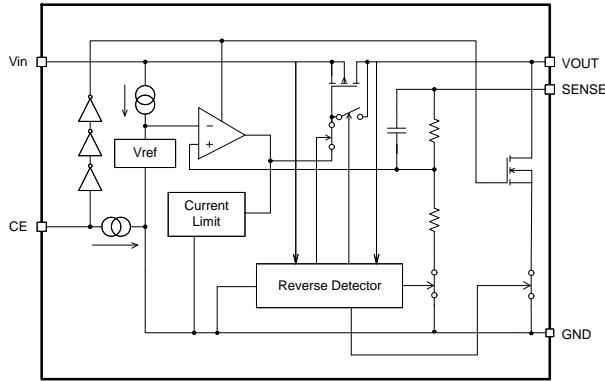 Vin
VOUT
SENSE
−
+
Vref
Current
Limit
CE
Reverse Detector
GND